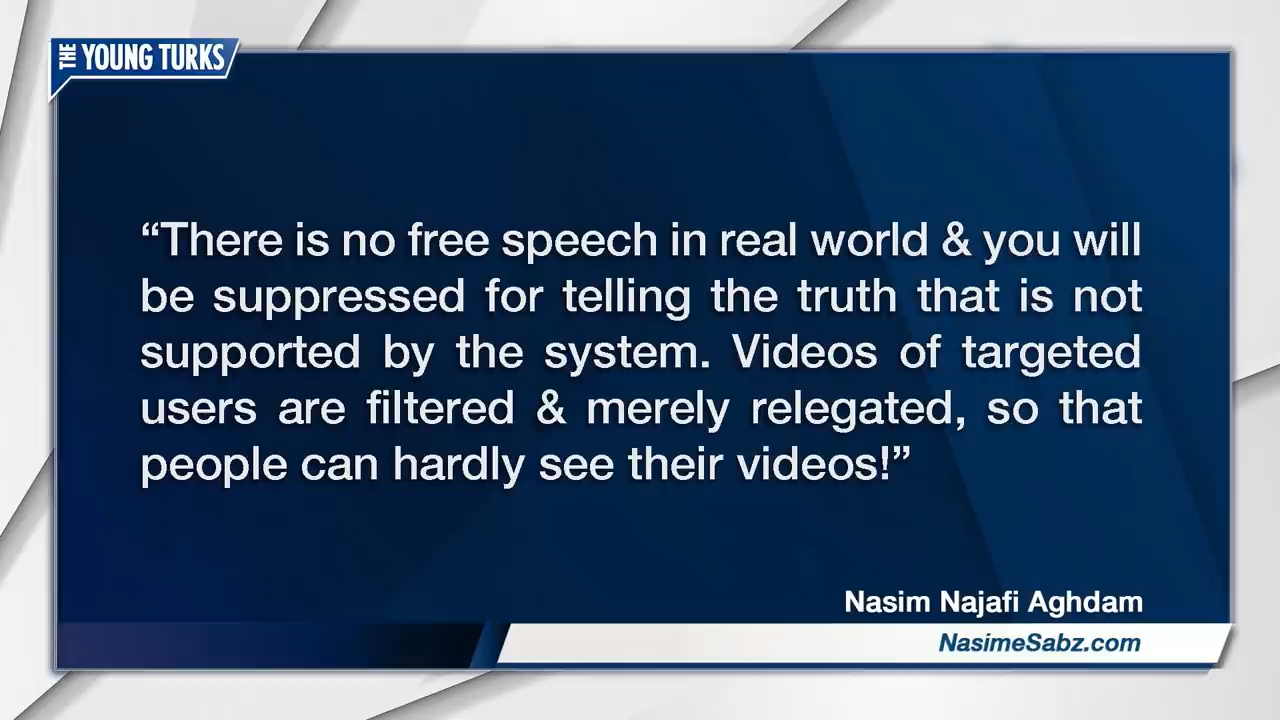 THE YOUNG TURKS
“There is no free speech in real world & you will
be suppressed for telling the truth that is not
supported by the system. Videos of targeted
users are filtered & merely relegated, so that
people can hardly see their videos!”
Nasim Najafi Aghdam
NasimeSabz.com